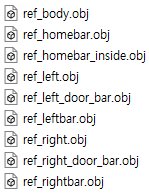 ref_body.obj
ref_homebar.obj
ref_homebar_inside.obj
ref_left.obj
ref_left_door_bar.obj
ref_leftbar.obj
ref_right.obj
ref_right_door_bar.obj
ref_rightbar.obj